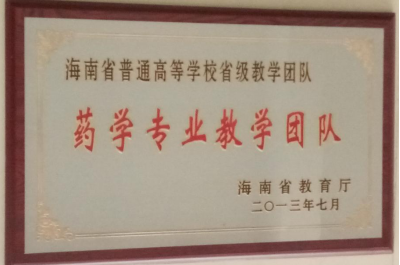 海南省普通高等学校省级教学团队
药学专业教学团队
海南省教育厅
二〇一三年七月